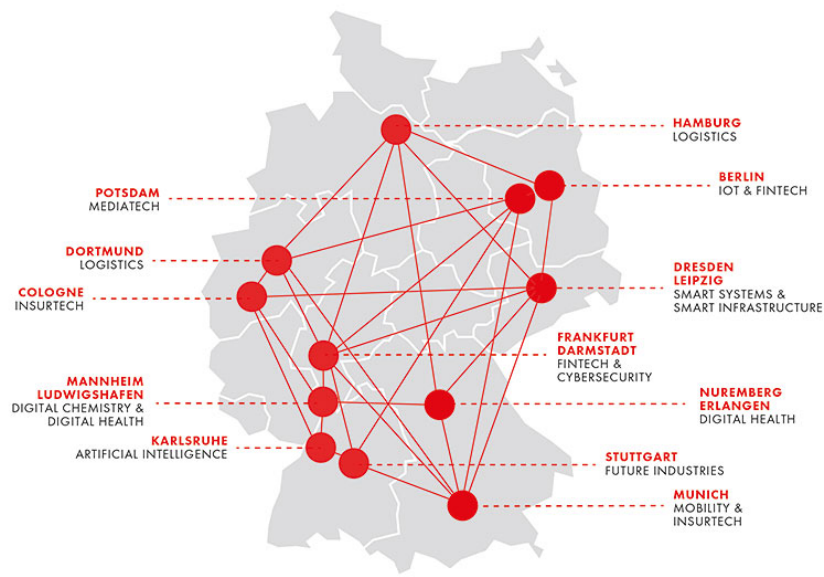 HAMBURG
LOGISTICS
BERLIN
IOT & FINTECH
POTSDAM
MEDIATECH
DORTMUND
LOGISTICS
COLOGNE
INSURTECH
DRESDEN
LEIPZIG
SMART SYSTEMS &
SMART INFRASTRUCTURE
FRANKFURT
DARMSTADT
FINTECH &
CYBERSECURITY
MANNHEIM
LUDWIGSHAFEN
DIGITAL CHEMISTRY &
DIGITAL HEALTH
NUREMBERG
ERLANGEN
DIGITAL HEALTH
KARLSRUHE
ARTIFICIAL INTELLIGENCE
STUTTGART
FUTURE INDUSTRIES
MUNICH
MOBILITY &
INSURTECH